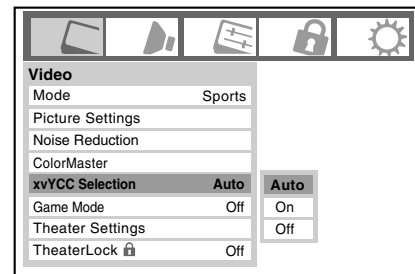 Video
Mode Sports
Picture Settings
Noise Reduction
ColorMaster
xvYCC Selection Auto Auto
Game Mode Off On
Theater Settings Off
TheaterLock Off